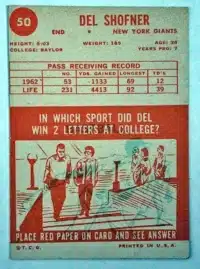 50
DEL SHOFNER
END ★ NEW YORK GIANTS
HEIGHT: 6-03 WEIGHT: 186 AGE: 28
COLLEGE: BAYLOR YEARS PRO: 7
PASS RECEIVING RECORD
NO. YDS. GAINED LONGEST TD'S
1962 53 1133 69 12
LIFE 231 4413 92 39
IN WHICH SPORT DID DEL
WIN 2 LETTERS AT COLLEGE?
PLACE RED PAPER ON CARD AND SEE ANSWER
© T.C.G. PRINTED IN U.S.A.